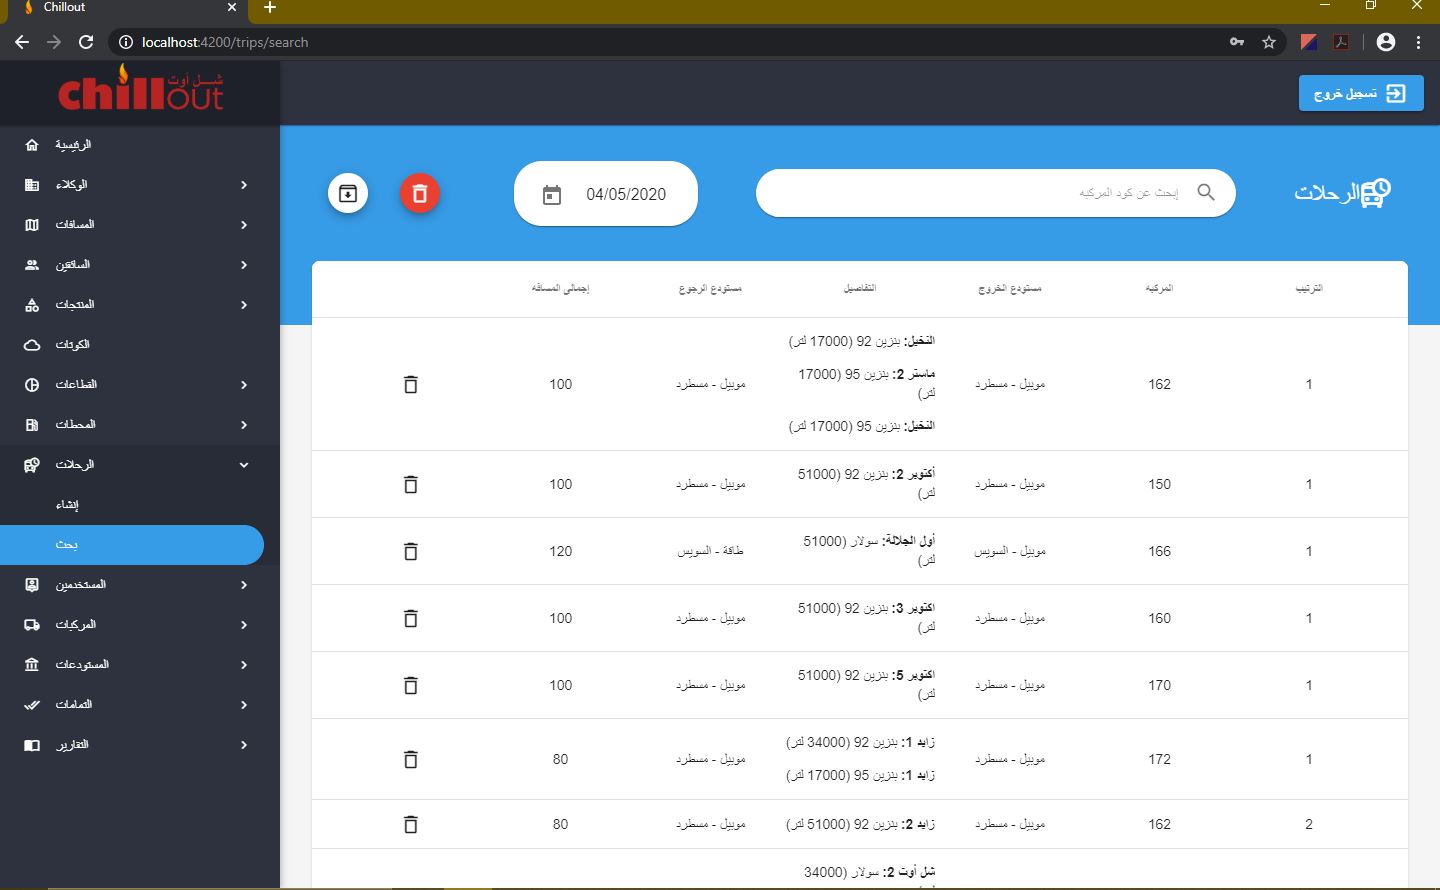 Chillout
localhost:4200/trips/search
chillout شل أوت
تسجيل خروج
الرئيسية
الوكلاء
المسافات
السائقين
المنتجات
الكوتات
القطاعات
المحطات
الرحلات
إنشاء
بحث
المستخدمين
المركبات
المستودعات
التمامات
التقارير
الرحلات
إبحث عن كود المركبه
04/05/2020
الترتيب المركبه مستودع الخروج التفاصيل مستودع الرجوع إجمالى المسافه
1 162 موبيل - مسطرد النخيل: بنزين 92 (17000 لتر) موبيل - مسطرد 100
ماستر 2: بنزين 95 (17000
لتر)
النخيل: بنزين 95 (17000 لتر)
1 150 موبيل - مسطرد أكتوبر 2: بنزين 92 (51000 موبيل - مسطرد 100
لتر)
1 166 موبيل - السويس أول الجلالة: سولار (51000 طاقة - السويس 120
لتر)
1 160 موبيل - مسطرد اكتوبر 3: بنزين 92 (51000 موبيل - مسطرد 100
لتر)
1 170 موبيل - مسطرد اكتوبر 5: بنزين 92 (51000 موبيل - مسطرد 100
لتر)
1 172 موبيل - مسطرد زايد 1: بنزين 92 (34000 لتر) موبيل - مسطرد 80
زايد 1: بنزين 95 (17000 لتر)
2 162 موبيل - مسطرد زايد 2: بنزين 92 (51000 لتر) موبيل - مسطرد 80
شل أوت 2: سولار (34000